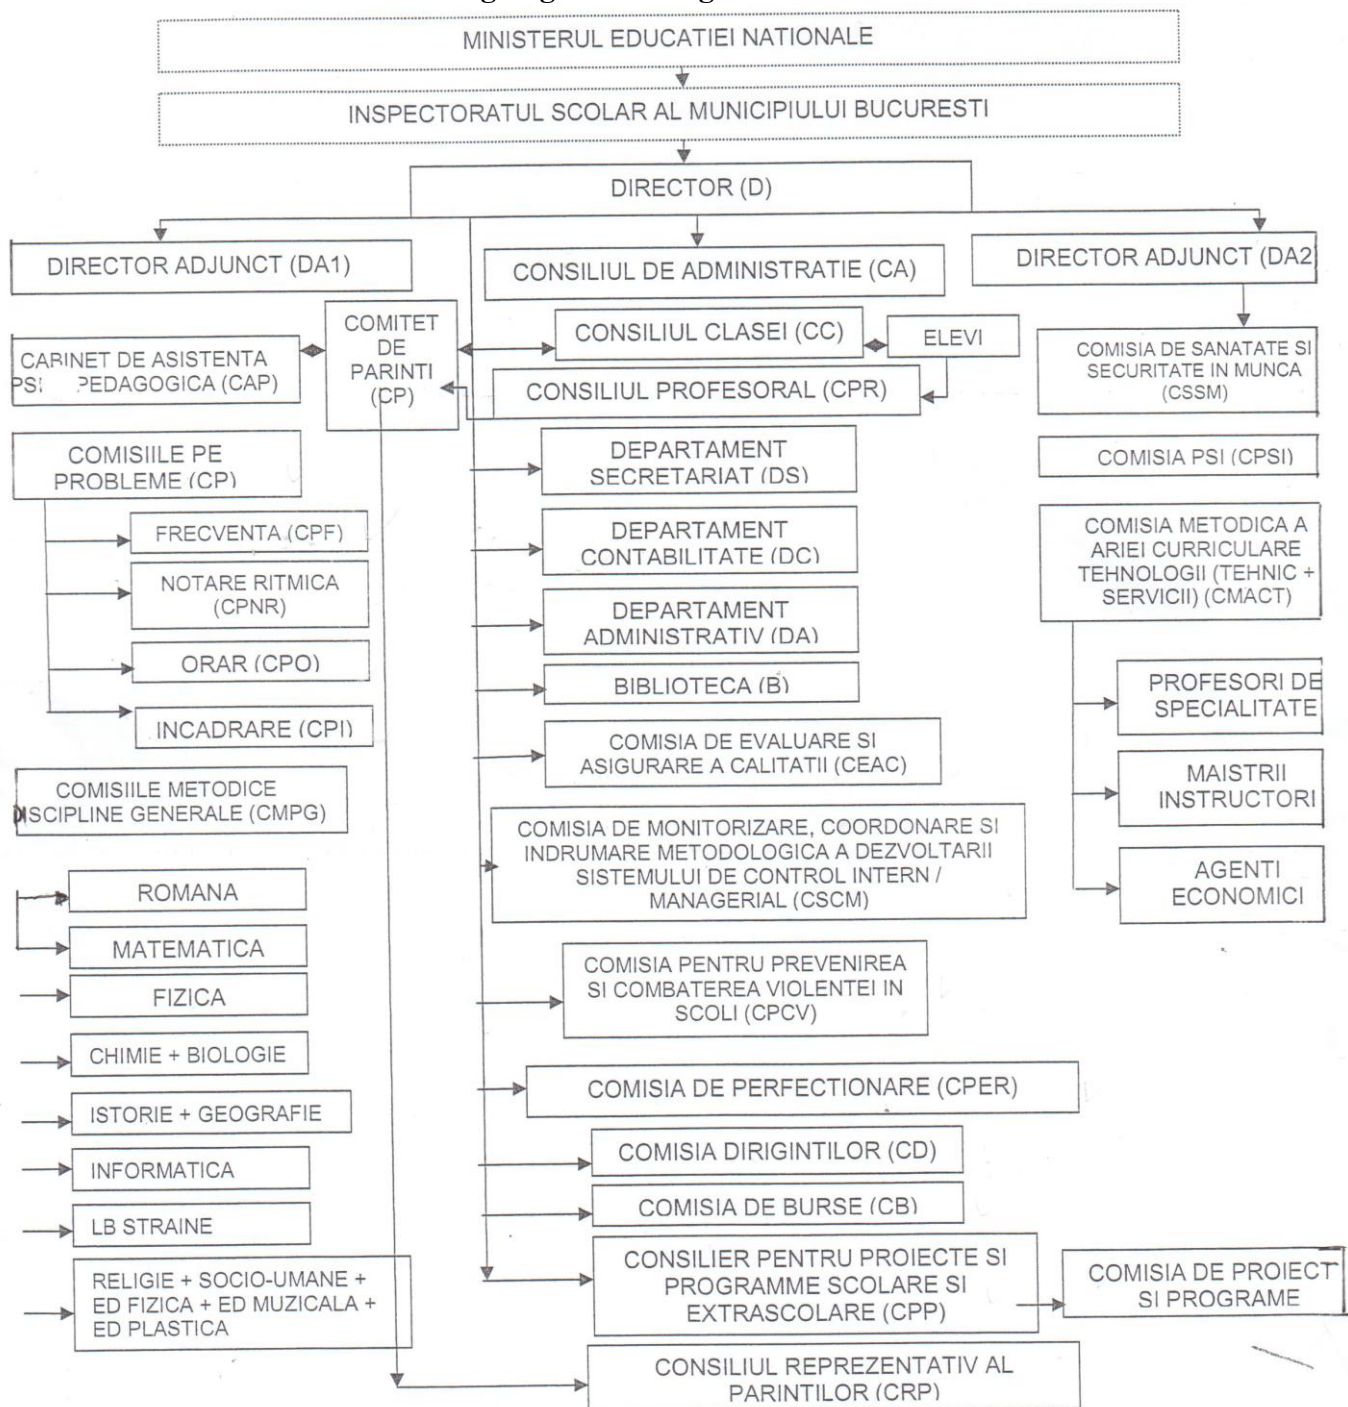 MINISTERUL EDUCATIEI NATIONALE
INSPECTORATUL SCOLAR AL MUNICIPIULUI BUCURESTI
DIRECTOR (D)
DIRECTOR ADJUNCT (DA1)
CONSILIUL DE ADMINISTRATIE (CA)
DIRECTOR ADJUNCT (DA2
CABINET DE ASISTENTA
PEDAGOGICA (CAP)
COMITET
DE
PARINTI
(CP)
CONSILIUL CLASEI (CC)
ELEVI
CONSILIUL PROFESORAL (CPR)
COMISIA DE SANATATE SI
SECURITATE IN MUNCA
(CSSM)
COMISIILE PE
PROBLEME (CP)
FRECVENTA (CPF)
NOTARE RITMICA
(CPNR)
ORAR (CPO)
INCADRARE (CPI)
COMISIILE METODICE
DISCIPLINE GENERALE (CMPG)
ROMANA
MATEMATICA
FIZICA
CHIMIE + BIOLOGIE
ISTORIE + GEOGRAFIE
INFORMATICA
LB STRAINE
RELIGIE + SOCIO-UMANE +
ED FIZICA + ED MUZICALA +
ED PLASTICA
DEPARTAMENT
SECRETARIAT (DS)
DEPARTAMENT
CONTABILITATE (DC)
DEPARTAMENT
ADMINISTRATIV (DA)
BIBLIOTECA (B)
COMISIA DE EVALUARE SI
ASIGURARE A CALITATII (CEAC)
COMISIA DE MONITORIZARE, COORDONARE SI
INDRUMARE METODOLOGICA A DEZVOLTARII
SISTEMULUI DE CONTROL INTERN /
MANAGERIAL (CSCM)
COMISIA PENTRU PREVENIREA
SI COMBATEREA VIOLENTEI IN
SCOLI (CPCV)
COMISIA DE PERFECTIONARE (CPER)
COMISIA DIRIGINTILOR (CD)
COMISIA DE BURSE (CB)
CONSILIER PENTRU PROIECTE SI
PROGRAMME SCOLARE SI
EXTRASCOLARE (CPP)
CONSILIUL REPREZENTATIV AL
PARINTILOR (CRP)
COMISIA PSI (CPSI)
COMISIA METODICA A
ARIEI CURRICULARE
TEHNOLOGII (TEHNIC +
SERVICII) (CMACT)
PROFESORI DE
SPECIALITATE
MAISTRII
INSTRUCTORI
AGENTI
ECONOMICI
COMISIA DE PROIECT
SI PROGRAME